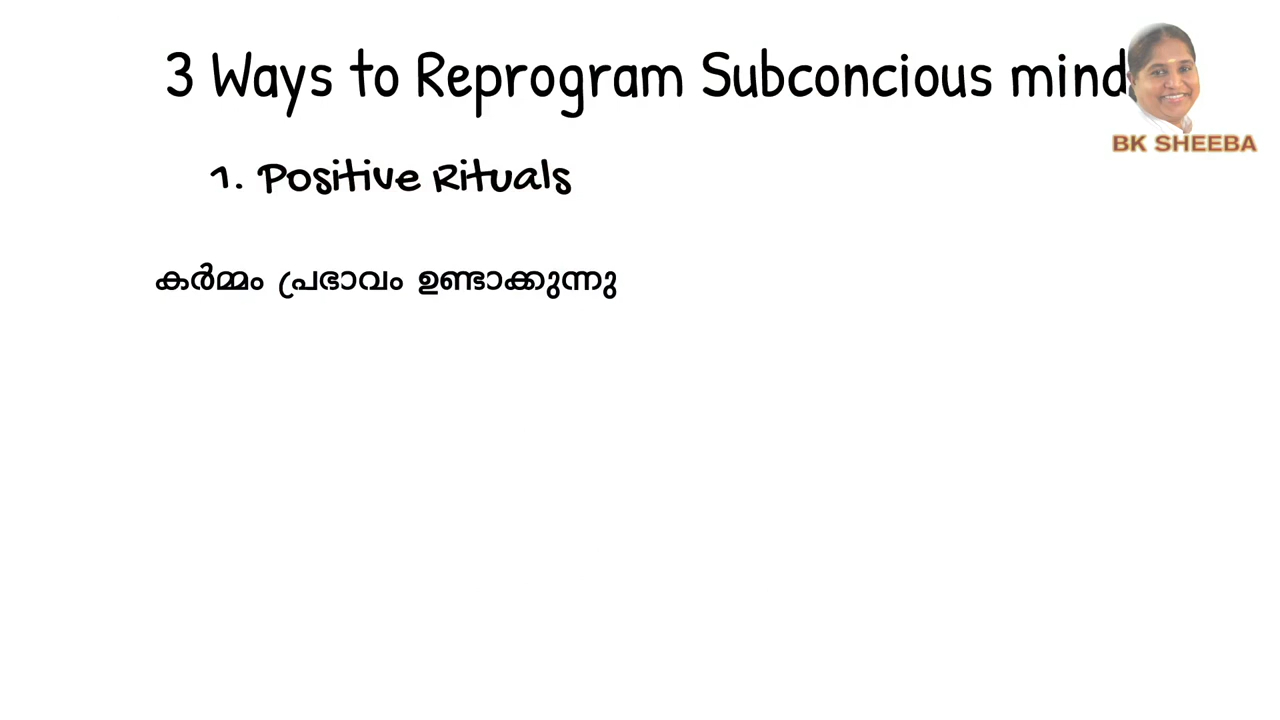 3 Ways to Reprogram Subconcious mind
BK SHEEBA
1. Positive Rituals
കർമ്മം പ്രഭാവം ഉണ്ടാക്കുന്നു